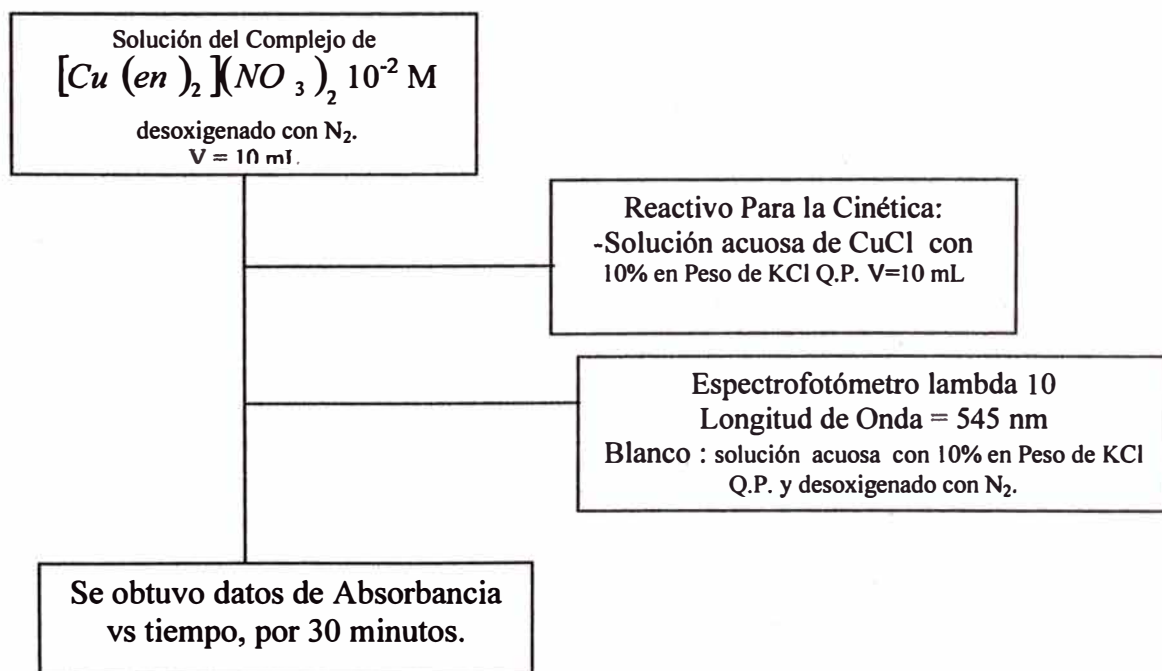 Solución del Complejo de
[Cu (en )₂ ](NO ₃ )₂ 10⁻² M
desoxigenado con N₂.
V = 10 mL.
Reactivo Para la Cinética:
-Solución acuosa de CuCl con
10% en Peso de KCl Q.P. V=10 mL
Espectrofotómetro lambda 10
Longitud de Onda = 545 nm
Blanco : solución acuosa con 10% en Peso de KCl
Q.P. y desoxigenado con N₂.
Se obtuvo datos de Absorbancia
vs tiempo, por 30 minutos.